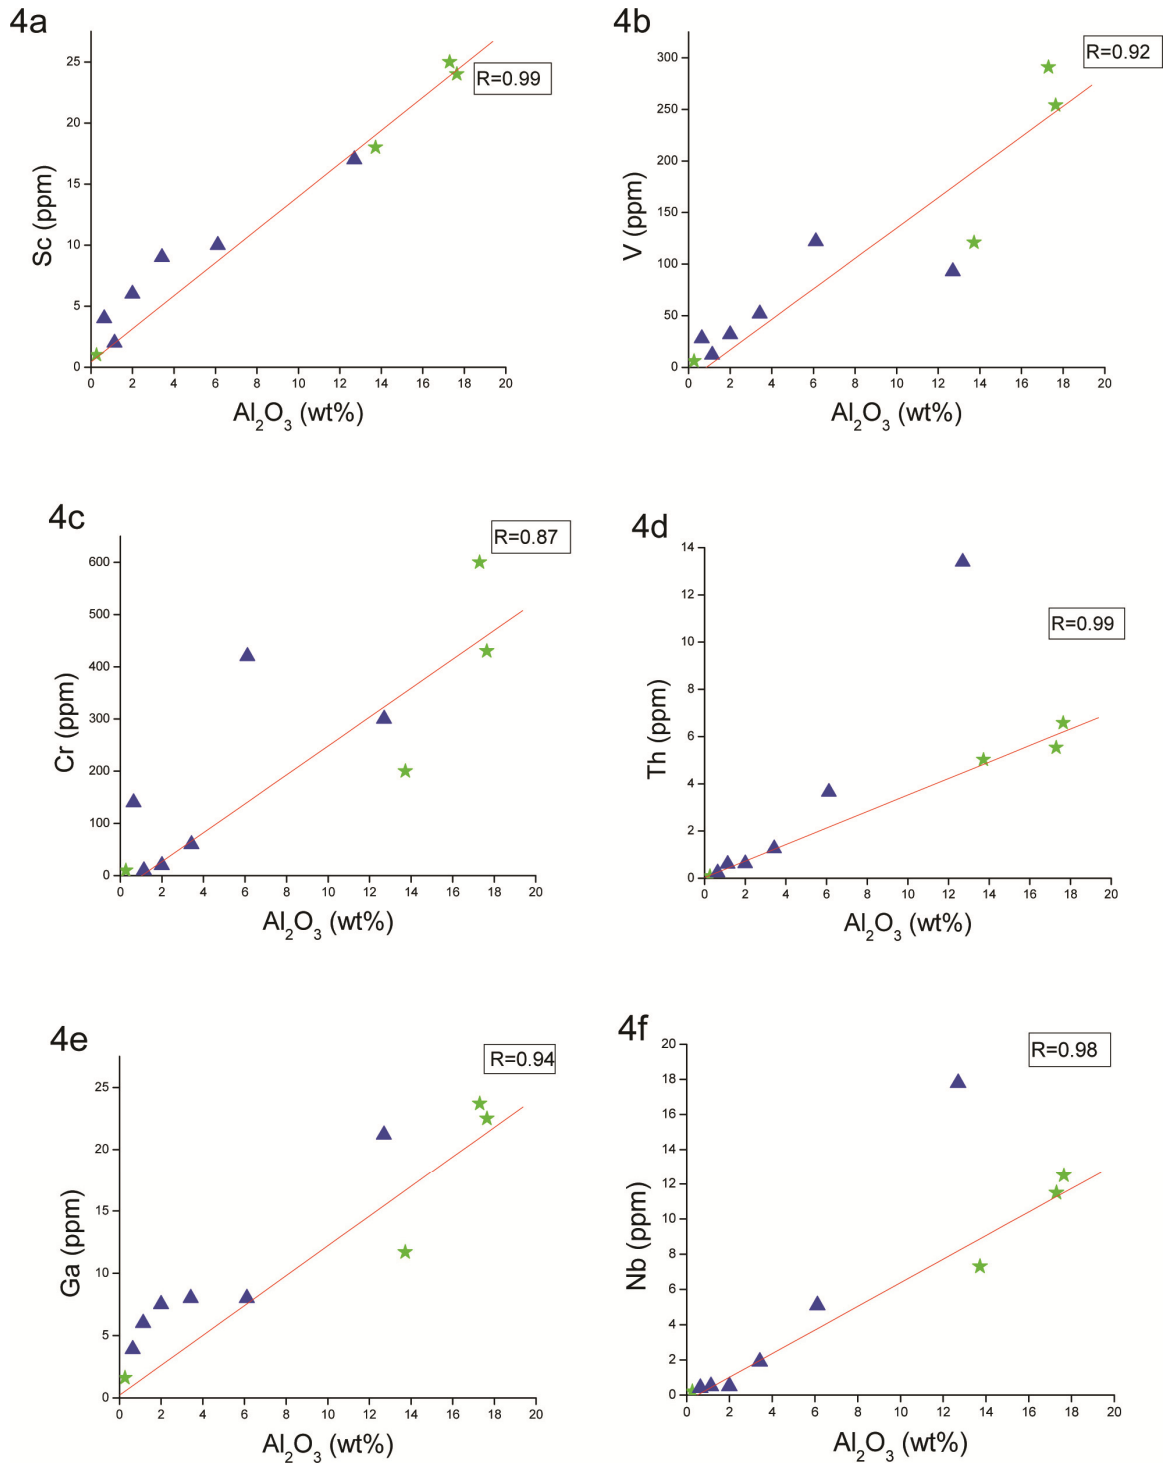 4a
25
20
15
10
5
0
Sc (ppm)
R=0.99
0 2 4 6 8 10 12 14 16 18 20
Al₂O₃ (wt%)
4b
300
250
200
150
100
50
0
V (ppm)
R=0.92
0 2 4 6 8 10 12 14 16 18 20
Al₂O₃ (wt%)
4c
600
500
400
300
200
100
0
Cr (ppm)
R=0.87
0 2 4 6 8 10 12 14 16 18 20
Al₂O₃ (wt%)
4d
14
12
10
8
6
4
2
0
Th (ppm)
R=0.99
0 2 4 6 8 10 12 14 16 18 20
Al₂O₃ (wt%)
4e
25
20
15
10
5
0
Ga (ppm)
R=0.94
0 2 4 6 8 10 12 14 16 18 20
Al₂O₃ (wt%)
4f
20
18
16
14
12
10
8
6
4
2
0
Nb (ppm)
R=0.98
0 2 4 6 8 10 12 14 16 18 20
Al₂O₃ (wt%)